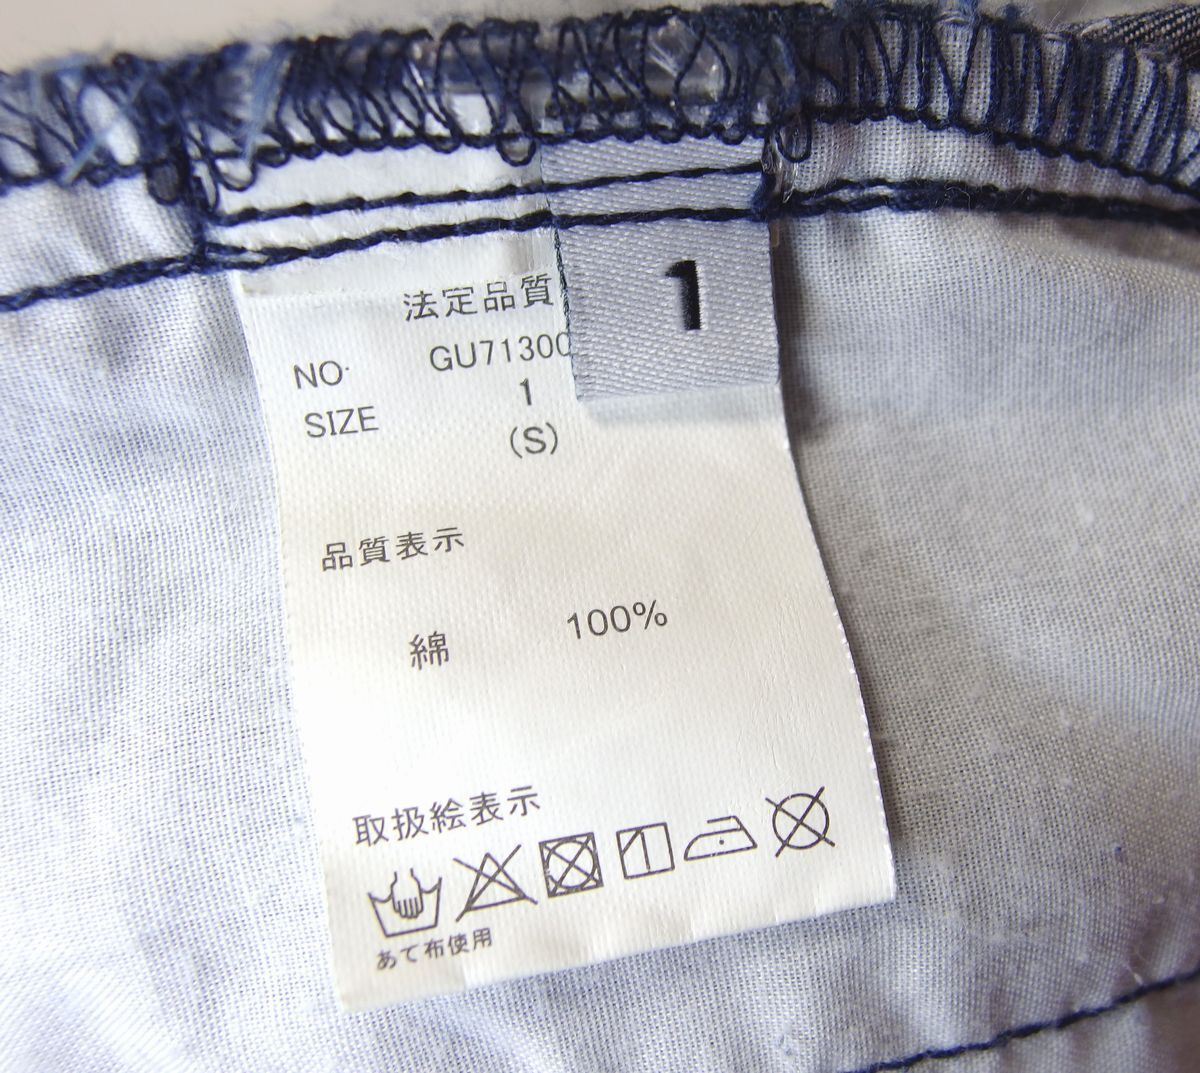 1
法定品質
NO. GU7130
SIZE 1
(S)
品質表示
綿 100%
取扱絵表示
あて布使用